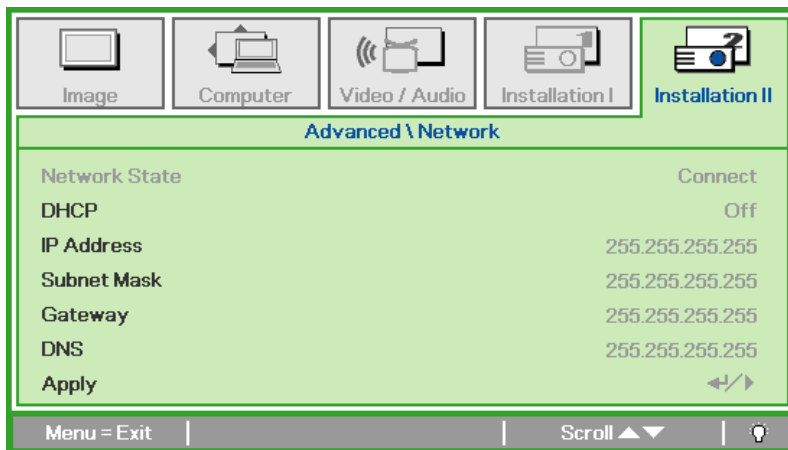 Image Computer Video / Audio Installation I Installation II
Advanced \ Network
Network State Connect
DHCP Off
IP Address 255.255.255.255
Subnet Mask 255.255.255.255
Gateway 255.255.255.255
DNS 255.255.255.255
Apply
Menu = Exit Scroll ▲▼